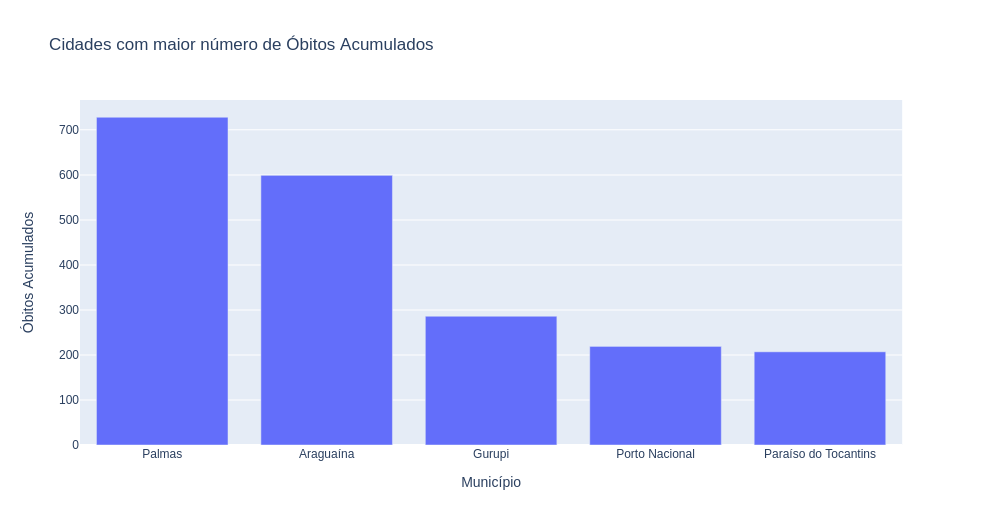 Cidades com maior número de Óbitos Acumulados
Óbitos Acumulados
700
600
500
400
300
200
100
0
Palmas
Araguaína
Gurupi
Porto Nacional
Paraíso do Tocantins
Município